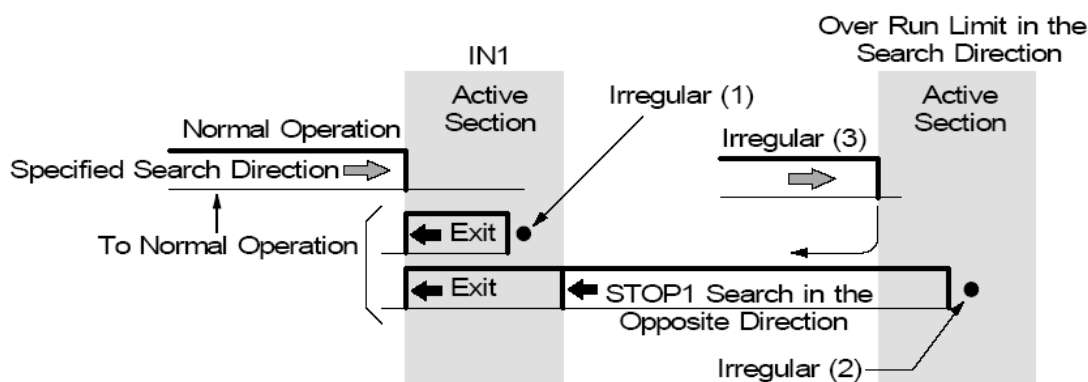 Over Run Limit in the
Search Direction
IN1
Active
Section
Irregular (1)
Active
Section
Normal Operation
Irregular (3)
Specified Search Direction
To Normal Operation
Exit
Exit
STOP1 Search in the
Opposite Direction
Irregular (2)